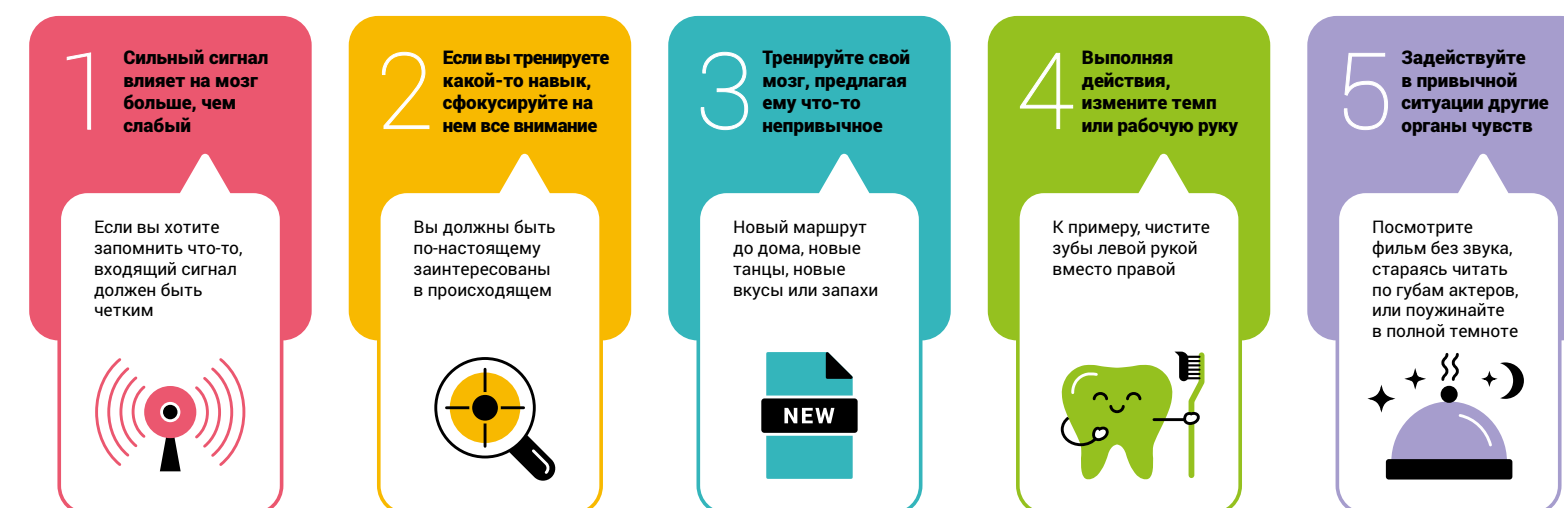 1
Сильный сигнал
влияет на мозг
больше, чем
слабый
Если вы хотите
запомнить что-то,
входящий сигнал
должен быть
четким
2
Если вы тренируете
какой-то навык,
сфокусируйте на
нем все внимание
Вы должны быть
по-настоящему
заинтересованы
в происходящем
3
Тренируйте свой
мозг, предлагая
ему что-то
непривычное
Новый маршрут
до дома, новые
танцы, новые
вкусы или запахи
NEW
4
Выполняя
действия,
измените темп
или рабочую руку
К примеру, чистите
зубы левой рукой
вместо правой
5
Задействуйте
в привычной
ситуации другие
органы чувств
Посмотрите
фильм без звука,
стараясь читать
по губам актеров,
или поужинайте
в полной темноте